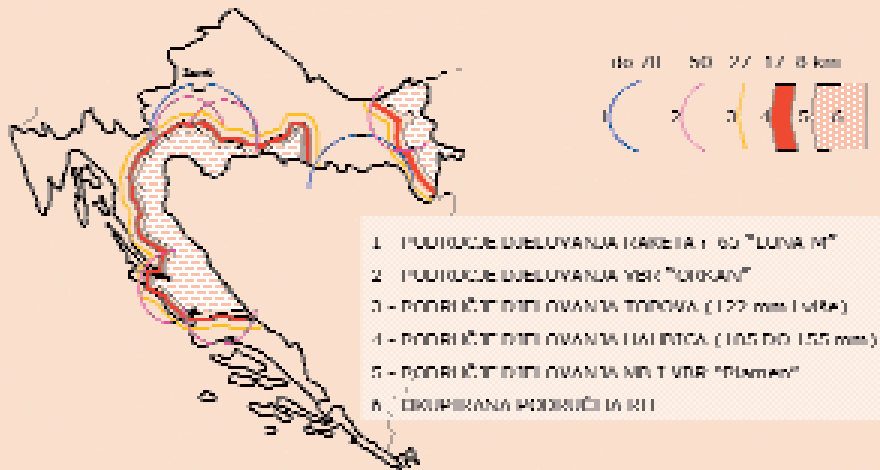 do 70 50 27 17 8 km
1 2 3 4 5 6
1 - PODRUČJE DJELOVANJA RAKETA r 65 "LUNA M"
2 - PODRUČJE DJELOVANJA VBR "ORKAN"
3 - PODRUČJE DJELOVANJA TOPOVA (122 mm i više)
4 - PODRUČJE DJELOVANJA HAUBICA (105 DO 155 mm)
5 - PODRUČJE DJELOVANJA MB I VBR "Plamen"
6 OKUPIRANA PODRUČJA RH